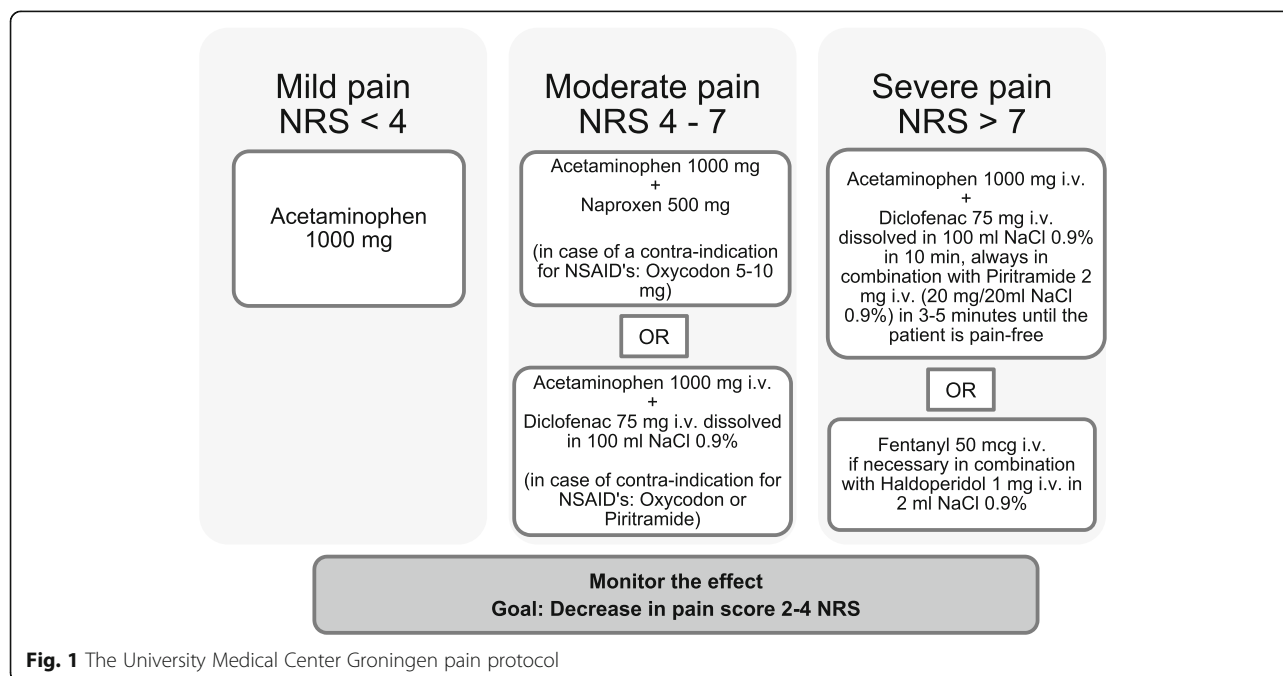 Mild pain
NRS < 4
Acetaminophen
1000 mg
Moderate pain
NRS 4 - 7
Acetaminophen 1000 mg
+
Naproxen 500 mg
(in case of a contra-indication
for NSAID's: Oxycodon 5-10
mg)
OR
Acetaminophen 1000 mg i.v.
+
Diclofenac 75 mg i.v. dissolved
in 100 ml NaCl 0.9%
(in case of contra-indication for
NSAID's: Oxycodon or
Piritramide)
Severe pain
NRS > 7
Acetaminophen 1000 mg i.v.
+
Diclofenac 75 mg i.v.
dissolved in 100 ml NaCl 0.9%
in 10 min, always in
combination with Piritramide 2
mg i.v. (20 mg/20ml NaCl
0.9%) in 3-5 minutes until the
patient is pain-free
OR
Fentanyl 50 mcg i.v.
if necessary in combination
with Haldoperidol 1 mg i.v. in
2 ml NaCl 0.9%
Monitor the effect
Goal: Decrease in pain score 2-4 NRS
Fig. 1 The University Medical Center Groningen pain protocol